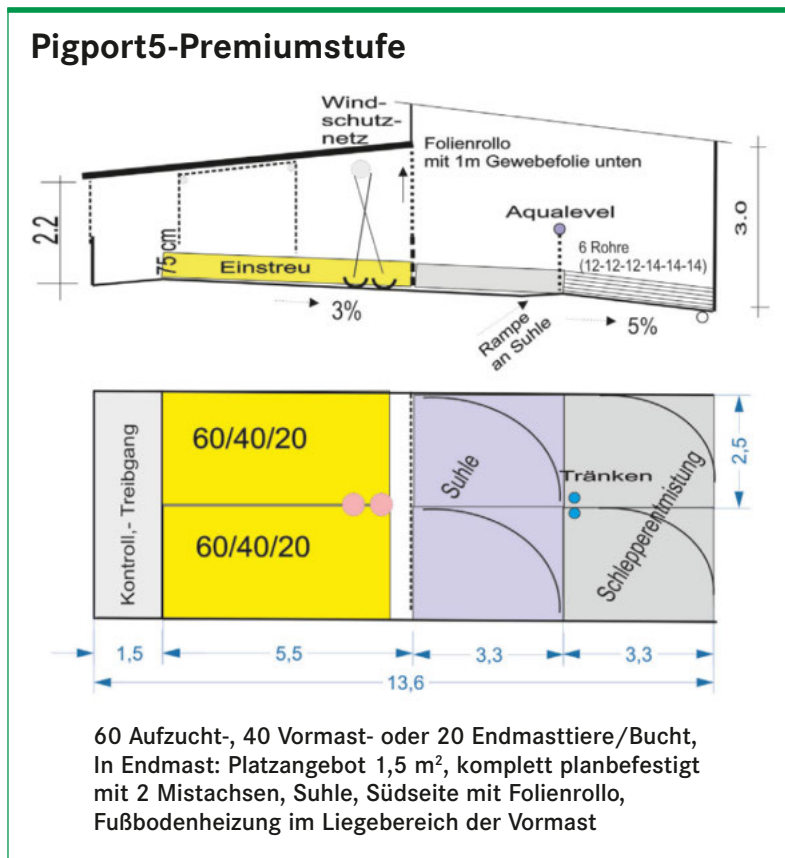 Pigport5-Premiumstufe
Wind-
schutz-
netz
Folienrollo
mit 1m Gewebefolie unten
Aqualevel
6 Rohre
(12-12-12-14-14-14)
2.2
75 cm
Einstreu
3.0
3%
Rampe
an Suhle
5%
Kontroll,- Treibgang
60/40/20
60/40/20
Suhle
Tränken
Schlepperentmistung
2,5
1,5
5,5
3,3
3,3
13,6
60 Aufzucht-, 40 Vormast- oder 20 Endmasttiere/Bucht,
In Endmast: Platzangebot 1,5 m², komplett planbefestigt
mit 2 Mistachsen, Suhle, Südseite mit Folienrollo,
Fußbodenheizung im Liegebereich der Vormast